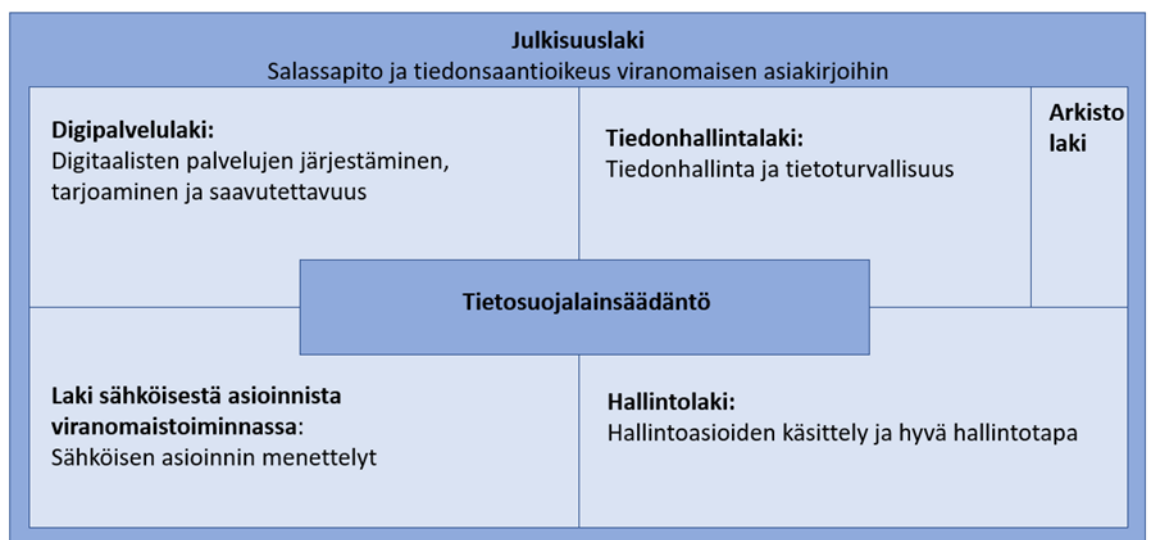 Julkisuuslaki
Salassapito ja tiedonsaantioikeus viranomaisen asiakirjoihin
Digipalvelulaki:
Digitaalisten palvelujen järjestäminen,
tarjoaminen ja saavutettavuus
Tiedonhallintalaki:
Tiedonhallinta ja tietoturvallisuus
Arkisto
laki
Tietosuojalainsäädäntö
Laki sähköisestä asioinnista
viranomaistoiminnassa:
Sähköisen asioinnin menettelyt
Hallintolaki:
Hallintoasioiden käsittely ja hyvä hallintotapa